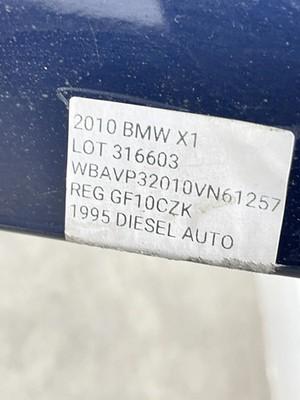 2010 BMW X1
LOT 316603
WBAVP32010VN61257
REG GF10CZK
1995 DIESEL AUTO